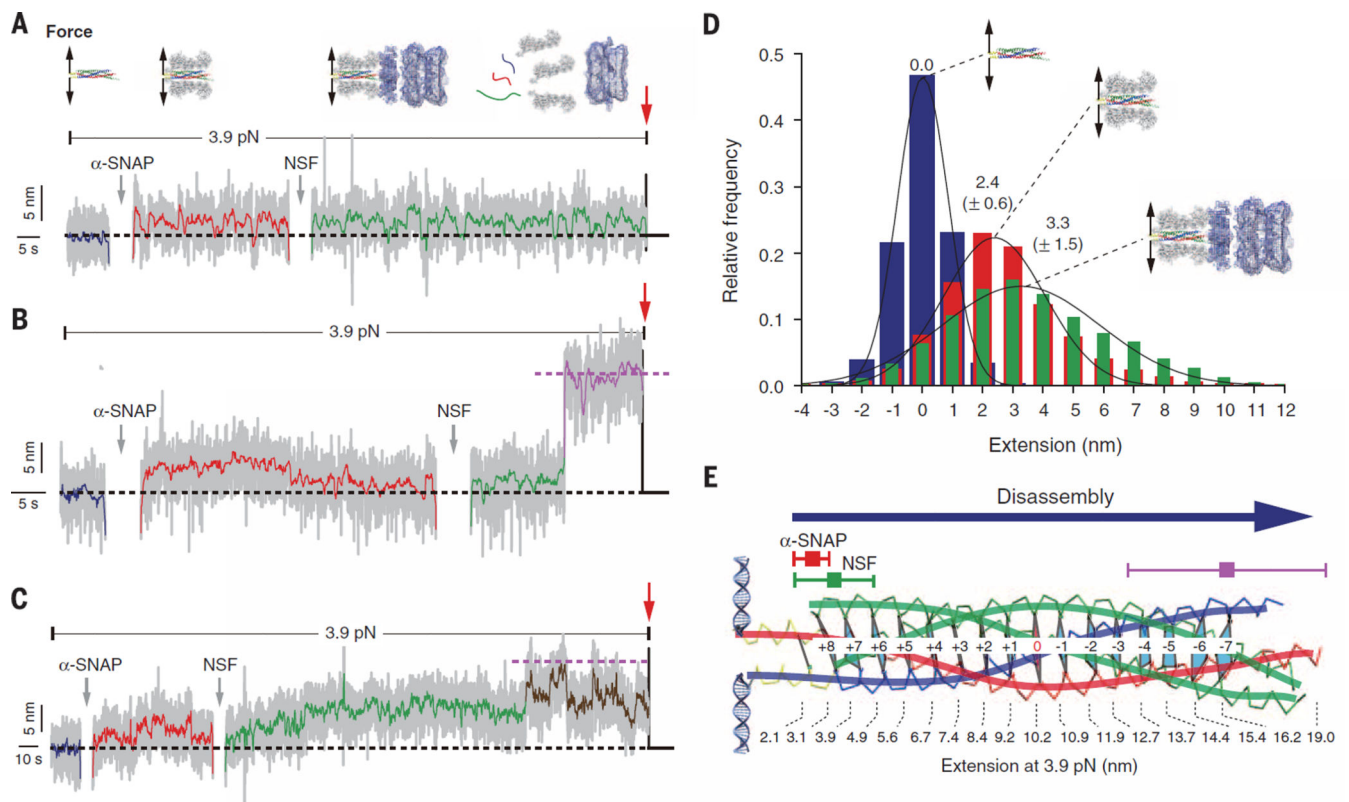 A
Force
3.9 pN
α-SNAP
NSF
5 nm
5 s
B
3.9 pN
α-SNAP
NSF
5 nm
5 s
C
3.9 pN
α-SNAP
NSF
5 nm
10 s
D
Relative frequency
0.5
0.4
0.3
0.2
0.1
0.0
0.0
2.4
(± 0.6)
3.3
(± 1.5)
-4 -3 -2 -1 0 1 2 3 4 5 6 7 8 9 10 11 12
Extension (nm)
E
Disassembly
α-SNAP
NSF
+8 +7 +6 +5 +4 +3 +2 +1 0 -1 -2 -3 -4 -5 -6 -7
2.1 3.1 3.9 4.9 5.6 6.7 7.4 8.4 9.2 10.2 10.9 11.9 12.7 13.7 14.4 15.4 16.2 19.0
Extension at 3.9 pN (nm)